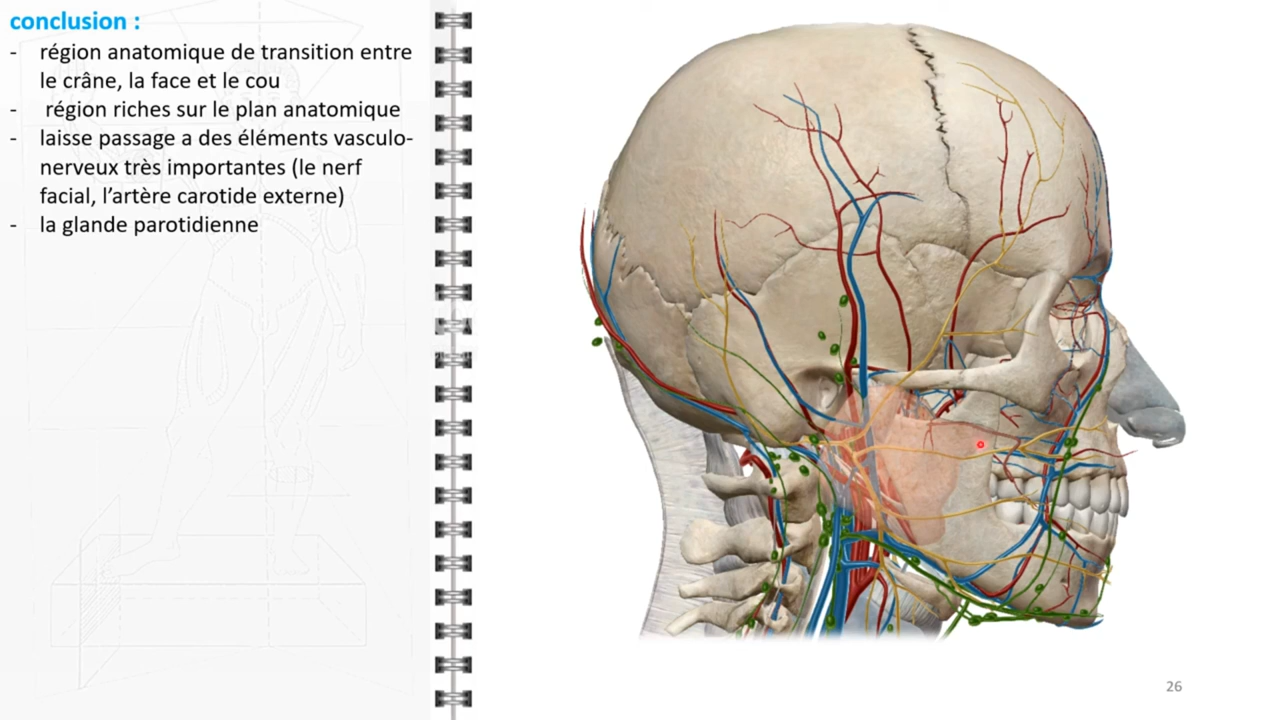 conclusion :
- région anatomique de transition entre
le crâne, la face et le cou
- région riches sur le plan anatomique
- laisse passage a des éléments vasculo-
nerveux très importantes (le nerf
facial, l’artère carotide externe)
- la glande parotidienne
26